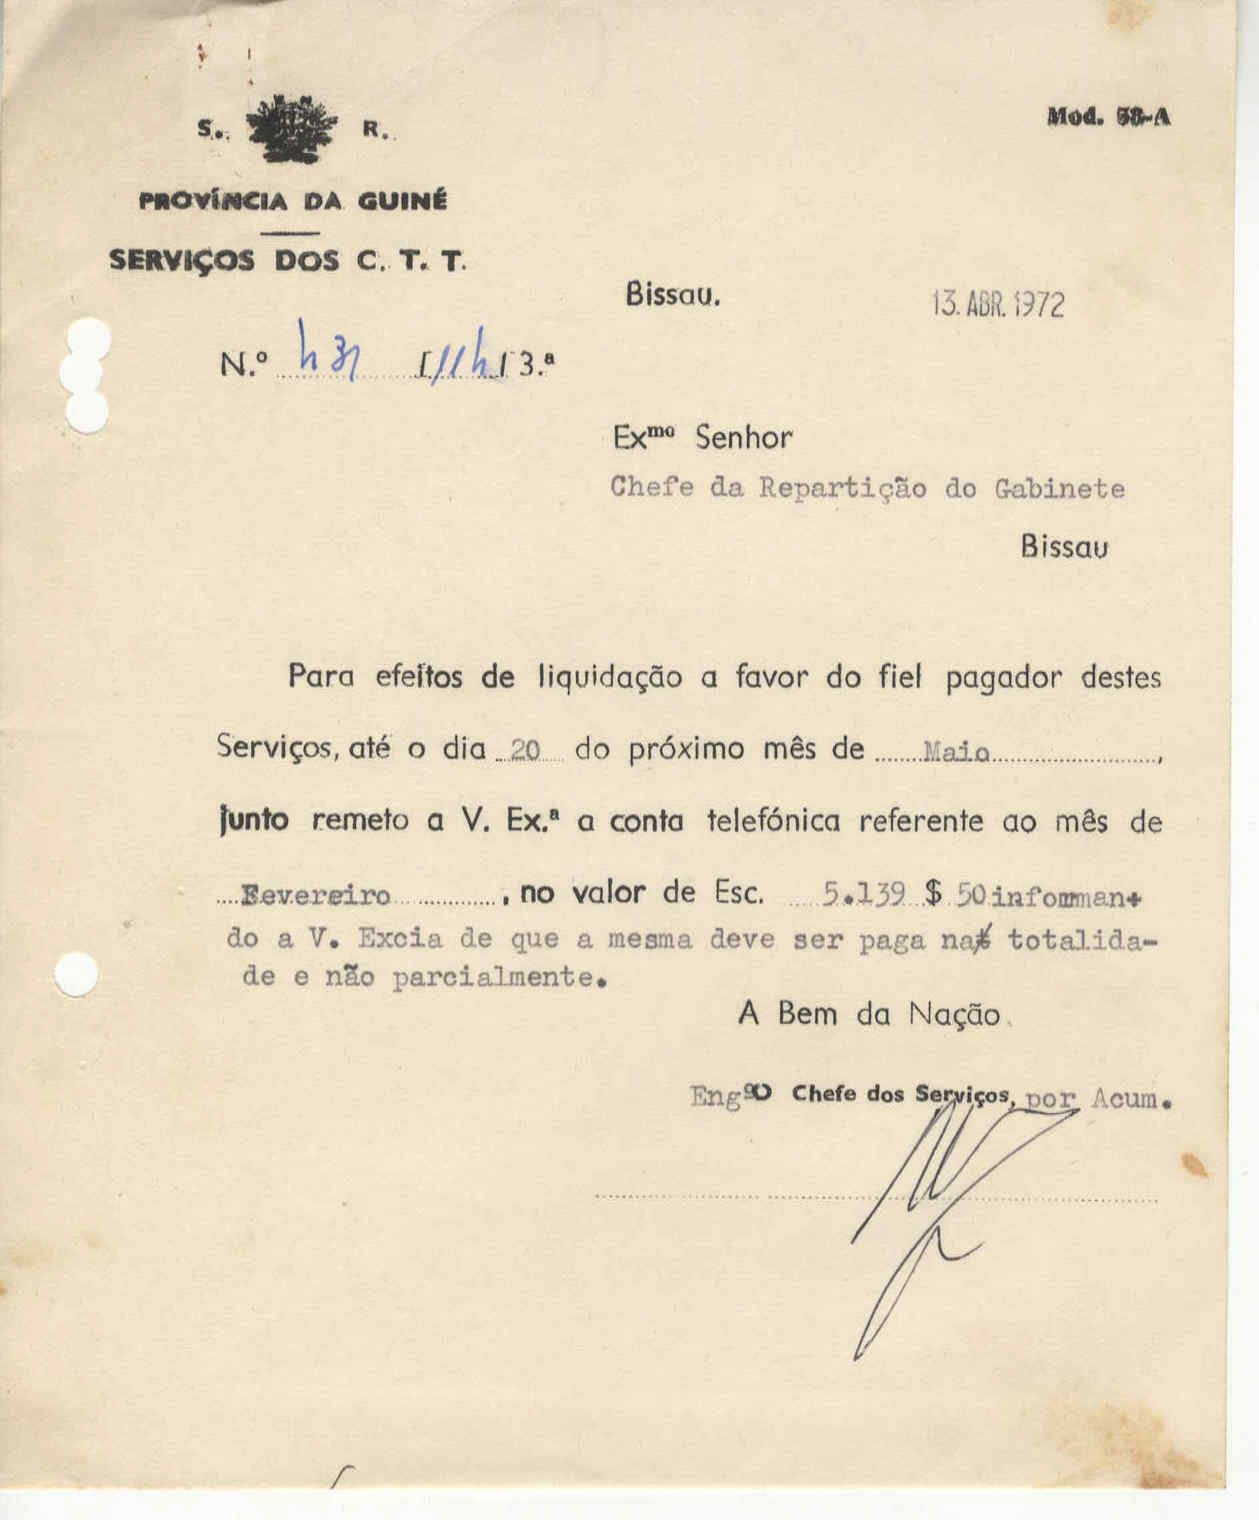 S. R.
Mod. 58-A
PROVÍNCIA DA GUINÉ
SERVIÇOS DOS C. T. T.
Bissau. 13. ABR. 1972
N.º 431 /114/ 3.ª
Exmo Senhor
Chefe da Repartição do Gabinete
Bissau
Para efeitos de liquidação a favor do fiel pagador destes
Serviços, até o dia 20 do próximo mês de Maio,
junto remeto a V. Ex.ª a conta telefónica referente ao mês de
Fevereiro, no valor de Esc. 5.139 $ 50 informan+
do a V. Excia de que a mesma deve ser paga na totalida-
de e não parcialmente.
A Bem da Nação.
Engº O Chefe dos Serviços, por Acum.